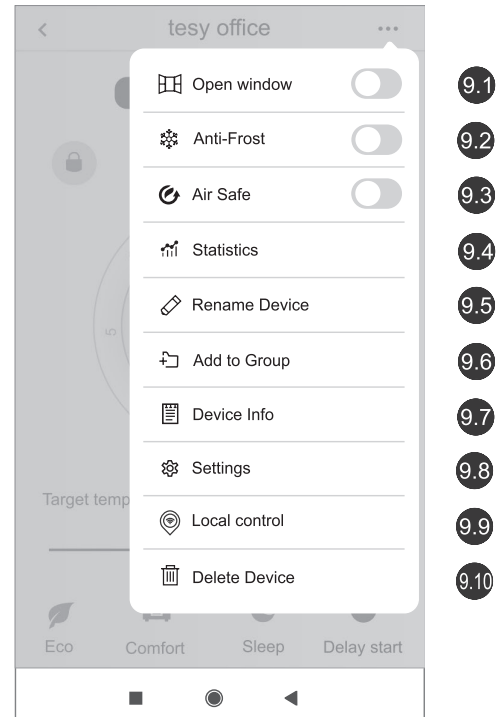 tesy office
Open window 9.1
Anti-Frost 9.2
Air Safe 9.3
Statistics 9.4
Rename Device 9.5
Add to Group 9.6
5
Device Info 9.7
Settings 9.8
Target temp
Local control 9.9
Delete Device 9.10
Eco Comfort Sleep Delay start